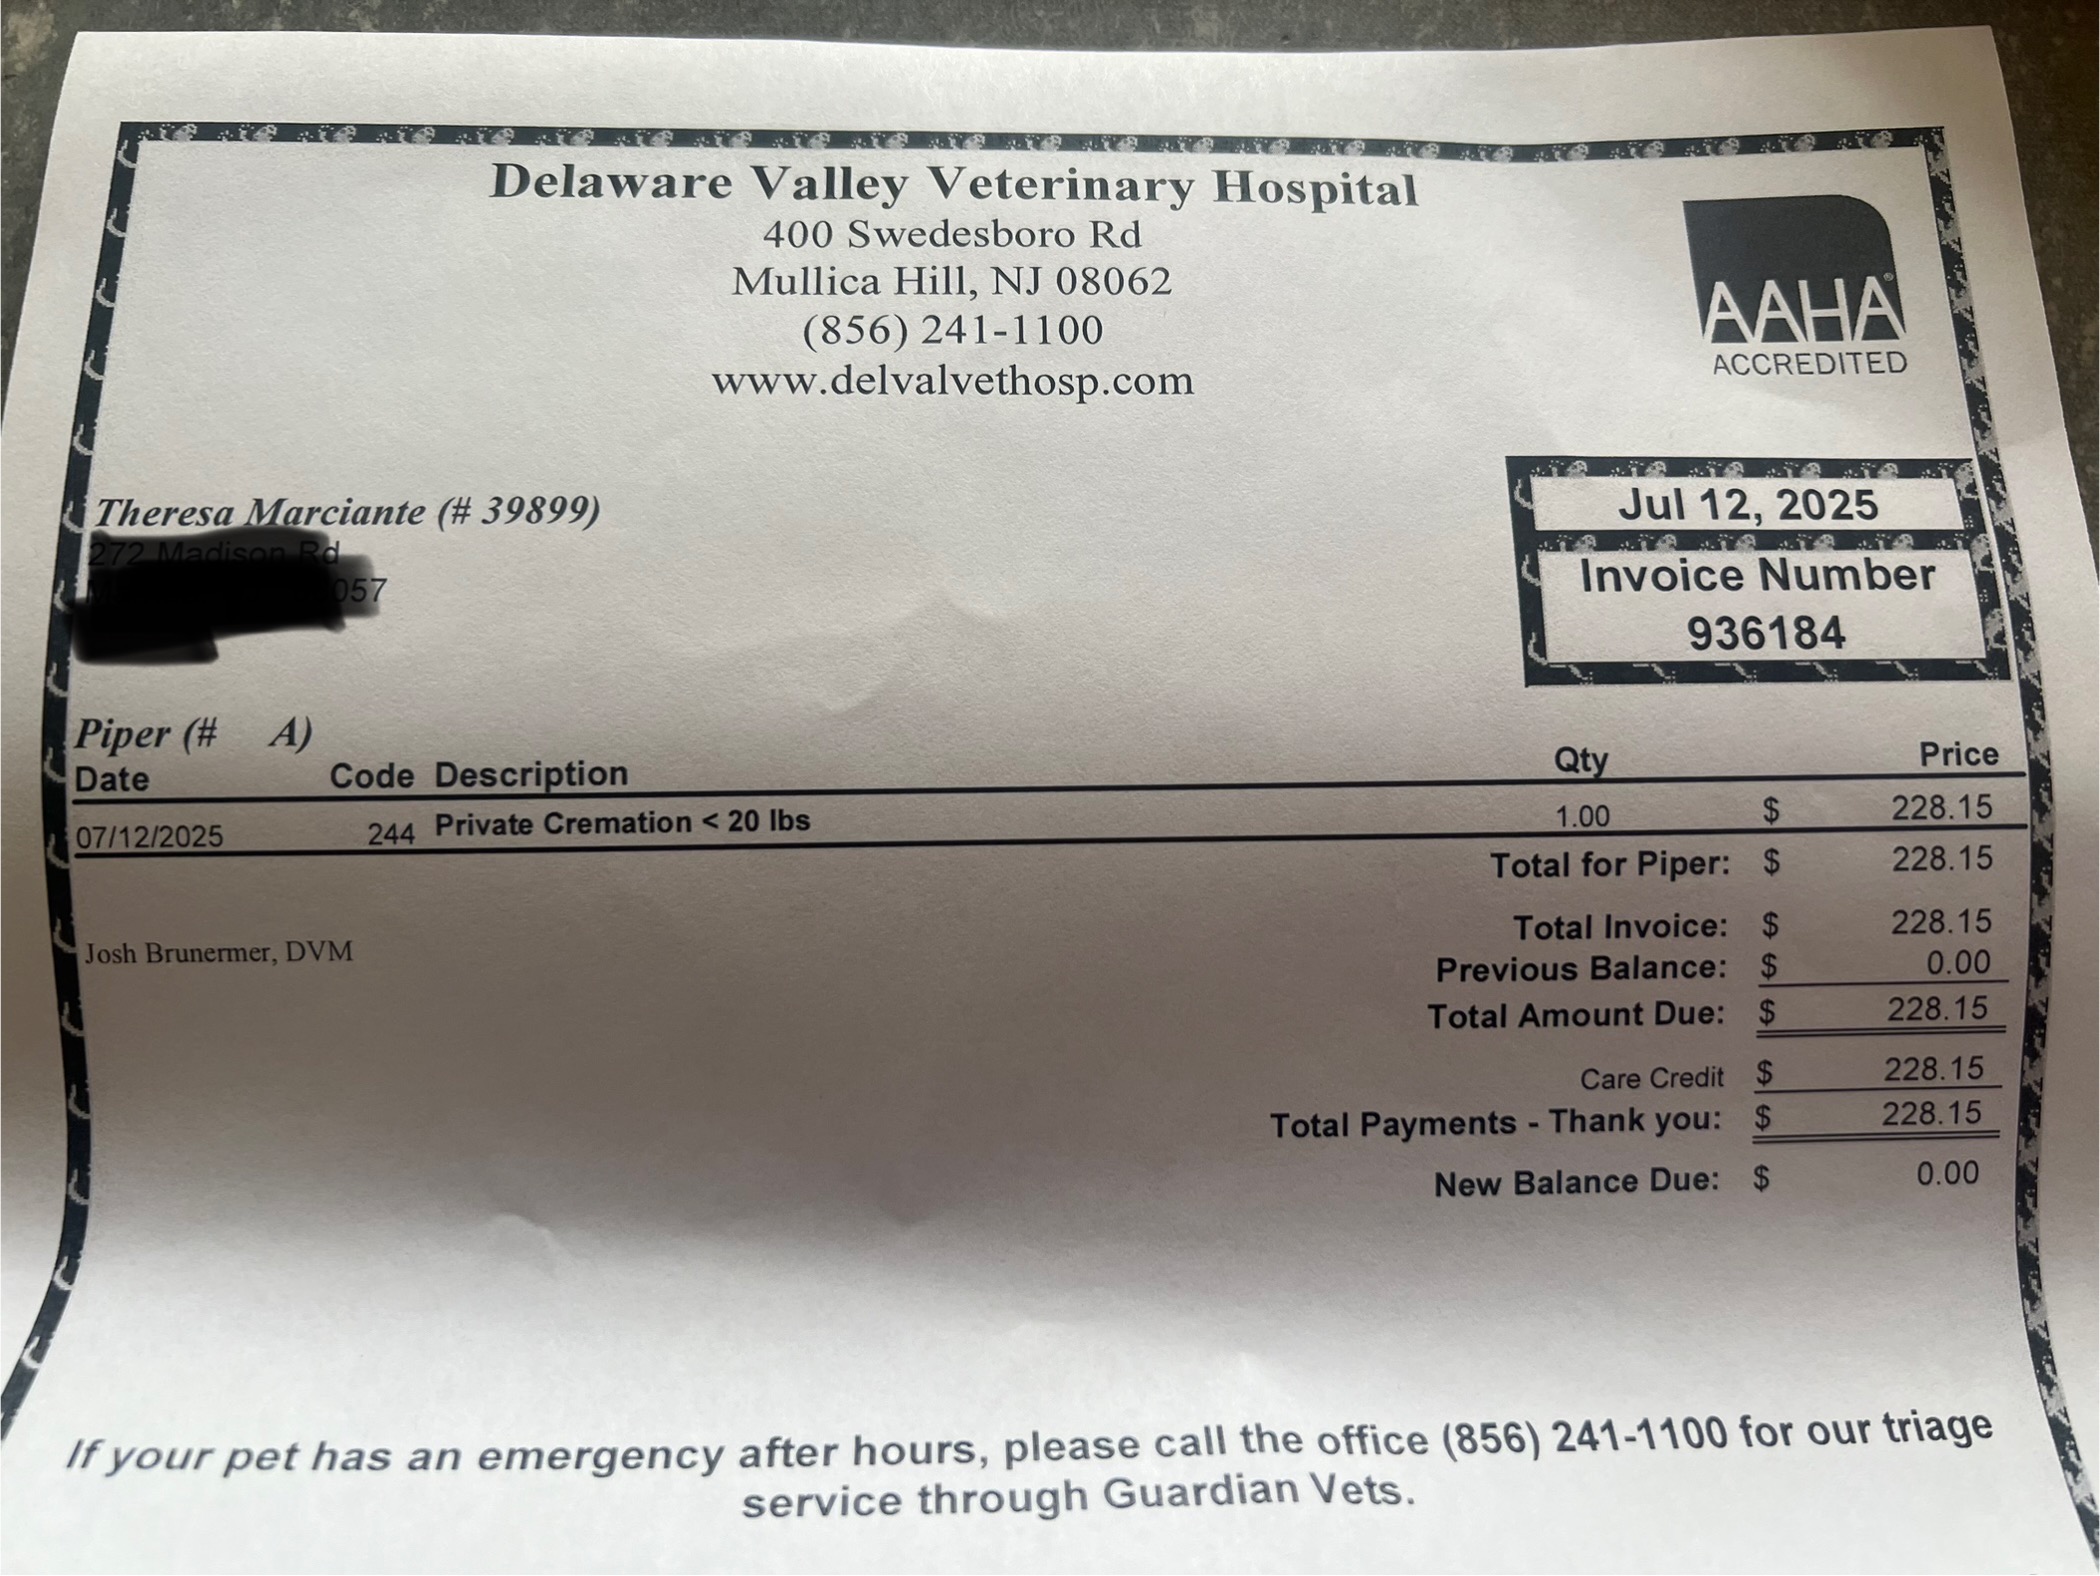 Delaware Valley Veterinary Hospital
400 Swedesboro Rd
Mullica Hill, NJ 08062
(856) 241-1100
www.delvalvethosp.com
AAHA®
ACCREDITED
Theresa Marciante (# 39899)
Jul 12, 2025
Invoice Number
936184
Piper (# A)
Date Code Description Qty Price
07/12/2025 244 Private Cremation < 20 lbs 1.00 $ 228.15
Total for Piper: $ 228.15
Total Invoice: $ 228.15
Previous Balance: $ 0.00
Total Amount Due: $ 228.15
Care Credit $ 228.15
Total Payments - Thank you: $ 228.15
New Balance Due: $ 0.00
Josh Brunermer, DVM
If your pet has an emergency after hours, please call the office (856) 241-1100 for our triage
service through Guardian Vets.